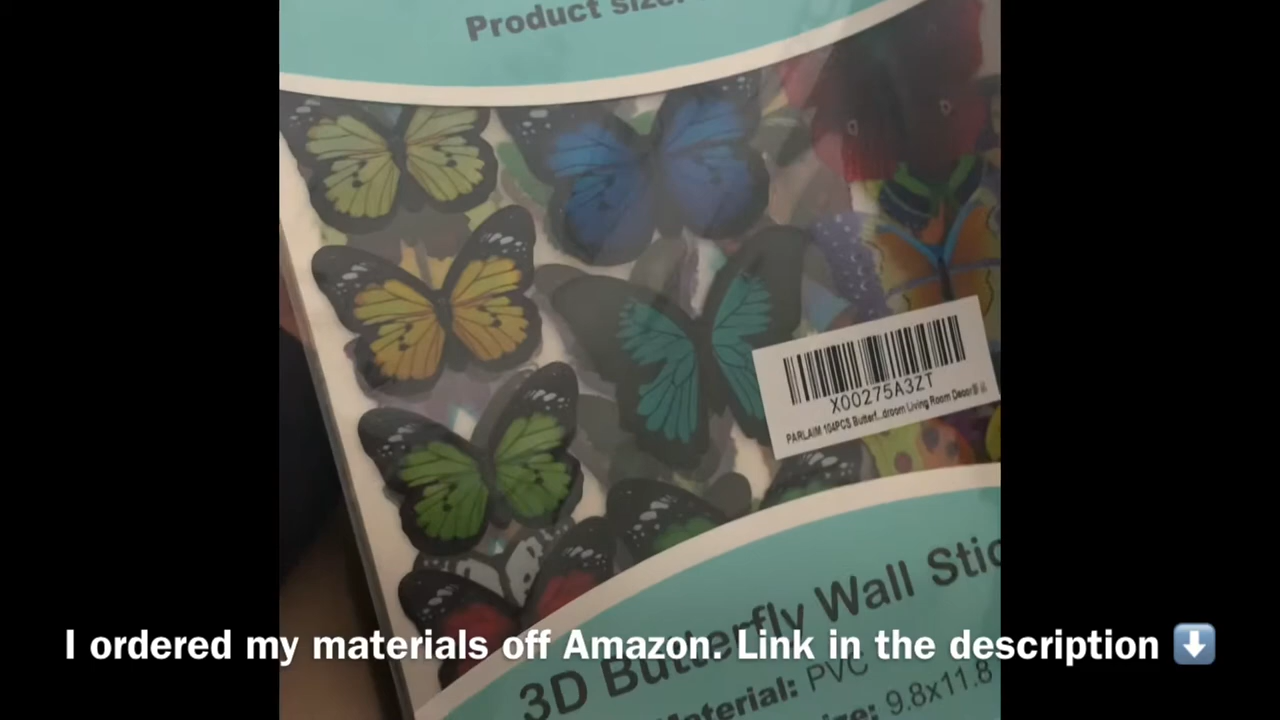 Product size:
X00275A3ZT
PARLAIM 104PCS Butterf...droom Living Room Decor
3D Butterfly Wall Stic
Material: PVC
ize: 9.8x11.8
I ordered my materials off Amazon. Link in the description ⬇️